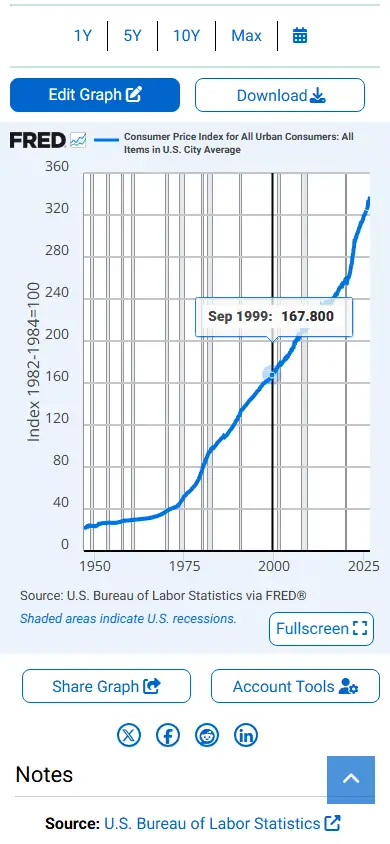 1Y 5Y 10Y Max
Edit Graph Download
FRED Consumer Price Index for All Urban Consumers: All
Items in U.S. City Average
360
320
280
240
200
160
120
80
40
0
Index 1982-1984=100
Sep 1999: 167.800
1950 1975 2000 2025
Source: U.S. Bureau of Labor Statistics via FRED®
Shaded areas indicate U.S. recessions.
Fullscreen
Share Graph Account Tools
Notes
Source: U.S. Bureau of Labor Statistics